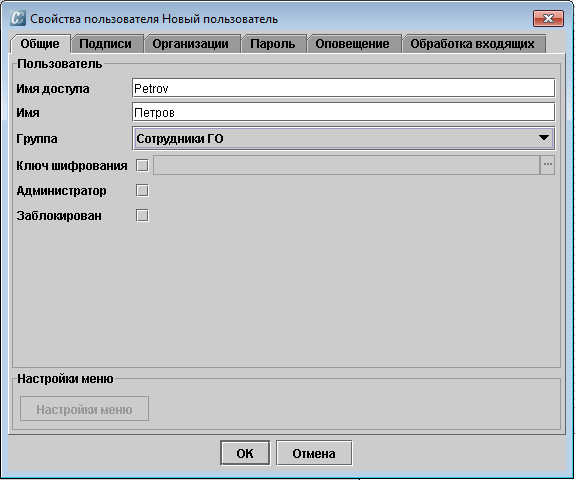 Свойства пользователя Новый пользователь
Общие Подписи Организации Пароль Оповещение Обработка входящих
Пользователь
Имя доступа Petrov
Имя Петров
Группа Сотрудники ГО
Ключ шифрования ...
Администратор
Заблокирован
Настройки меню
Настройки меню
OK Отмена